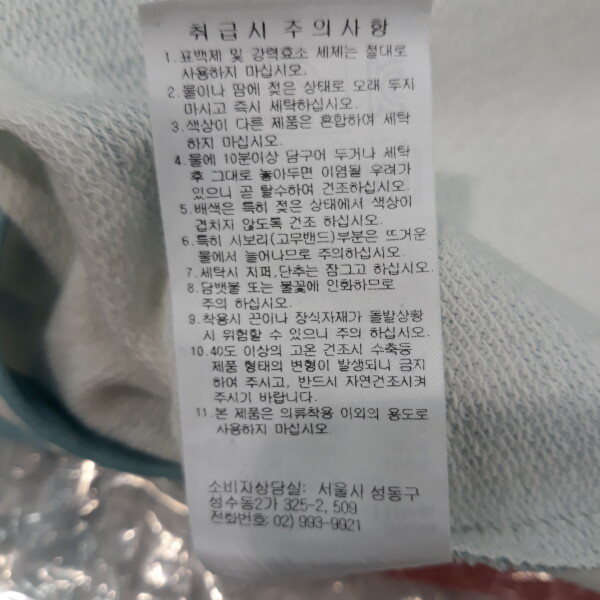 취급시 주의사항
1. 표백제 및 강력효소 세제는 절대로
사용하지 마십시오.
2. 물이나 땀에 젖은 상태로 오래 두지
마시고 즉시 세탁하십시오.
3. 색상이 다른 제품은 혼합하여 세탁
하지 마십시오.
4. 물에 10분이상 담구어 두거나 세탁
후 그대로 놓아두면 이염될 우려가
있으니 곧 탈수하여 건조하십시오.
5. 배색은 특히 젖은 상태에서 색상이
겹치지 않도록 건조 하십시오.
6. 특히 시보리(고무밴드)부분은 뜨거운
물에서 늘어나므로 주의하십시오.
7. 세탁시 지퍼,단추는 잠그고 하십시오.
8. 담뱃불 또는 불꽃에 인화하므로
주의 하십시오.
9. 착용시 끈이나 장식자재가 돌발상황
시 위험할 수 있으니 주의 하십시오.
10. 40도 이상의 고온 건조시 수축등
제품 형태의 변형이 발생되니 금지
하여 주시고, 반드시 자연건조시켜
주시기 바랍니다.
11. 본 제품은 의류착용 이외의 용도로
사용하지 마십시오.
소비자상담실: 서울시 성동구
성수동2가 325-2, 509
전화번호: 02) 993-9921